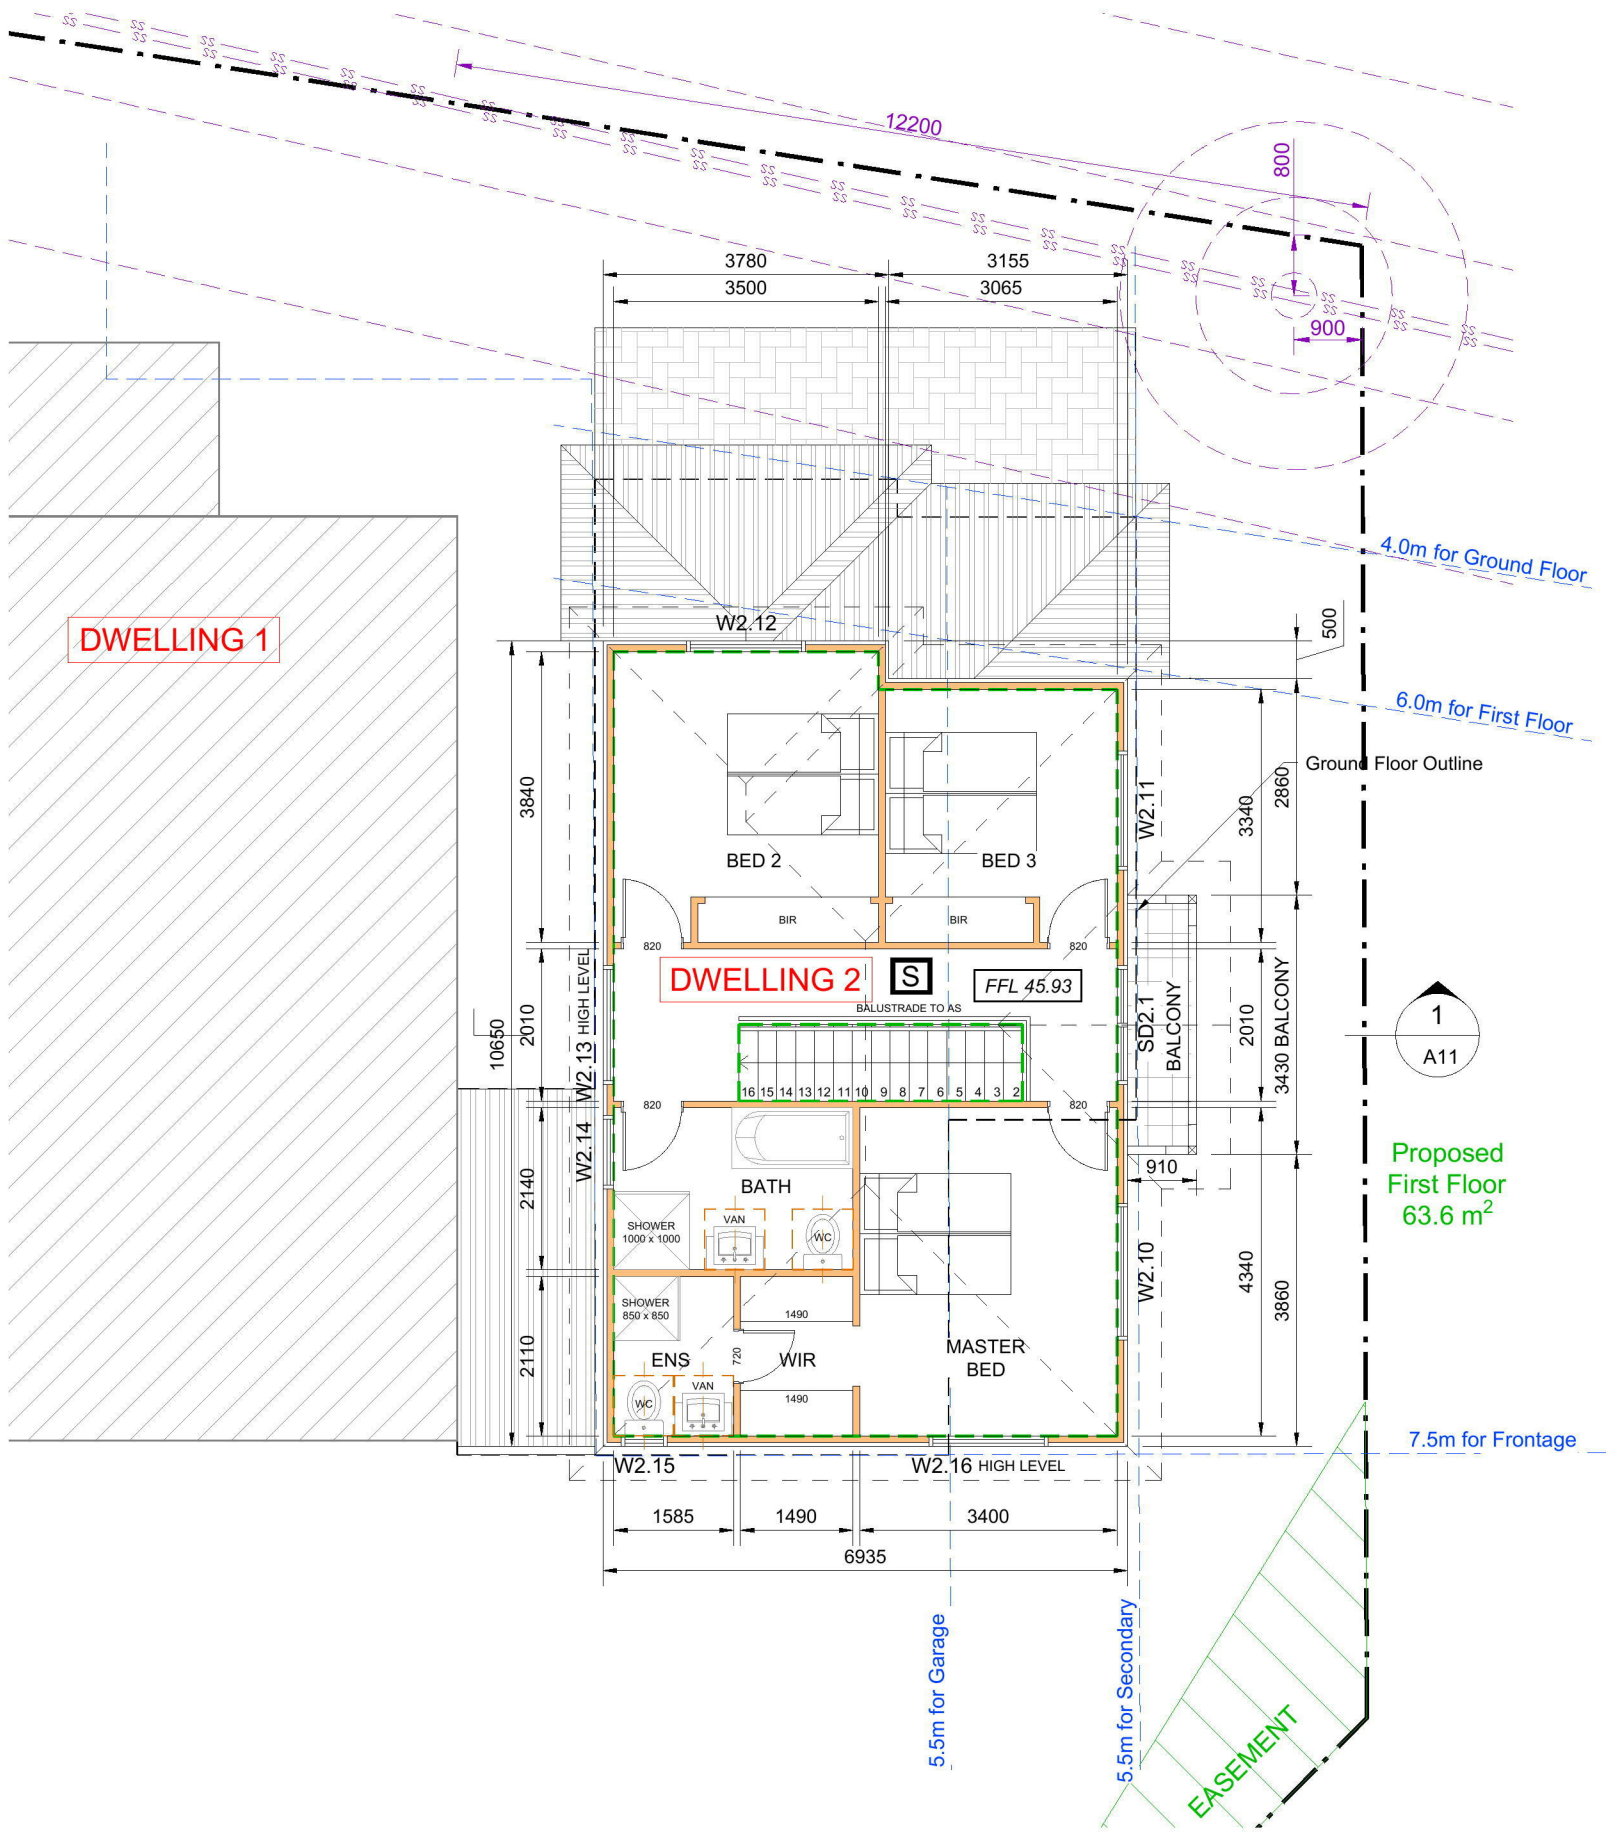 12200
800
900
3780
3155
3500
3065
4.0m for Ground Floor
DWELLING 1
W2.12
500
6.0m for First Floor
Ground Floor Outline
3840
W2.11
3340
2860
BED 2
BED 3
BIR
BIR
820
820
DWELLING 2
S
FFL 45.93
BALUSTRADE TO AS
10650
2010
W2.13 HIGH LEVEL
SD2.1
BALCONY
2010
3430 BALCONY
1
A11
16 15 14 13 12 11 10 9 8 7 6 5 4 3 2
820
820
W2.14
2140
BATH
910
Proposed
First Floor
63.6 m²
SHOWER
1000 x 1000
VAN
WC
W2.10
4340
3860
SHOWER
850 x 850
1490
2110
ENS
720
WIR
MASTER
BED
WC
VAN
1490
7.5m for Frontage
W2.15
W2.16 HIGH LEVEL
1585
1490
3400
6935
5.5m for Garage
5.5m for Secondary
EASEMENT